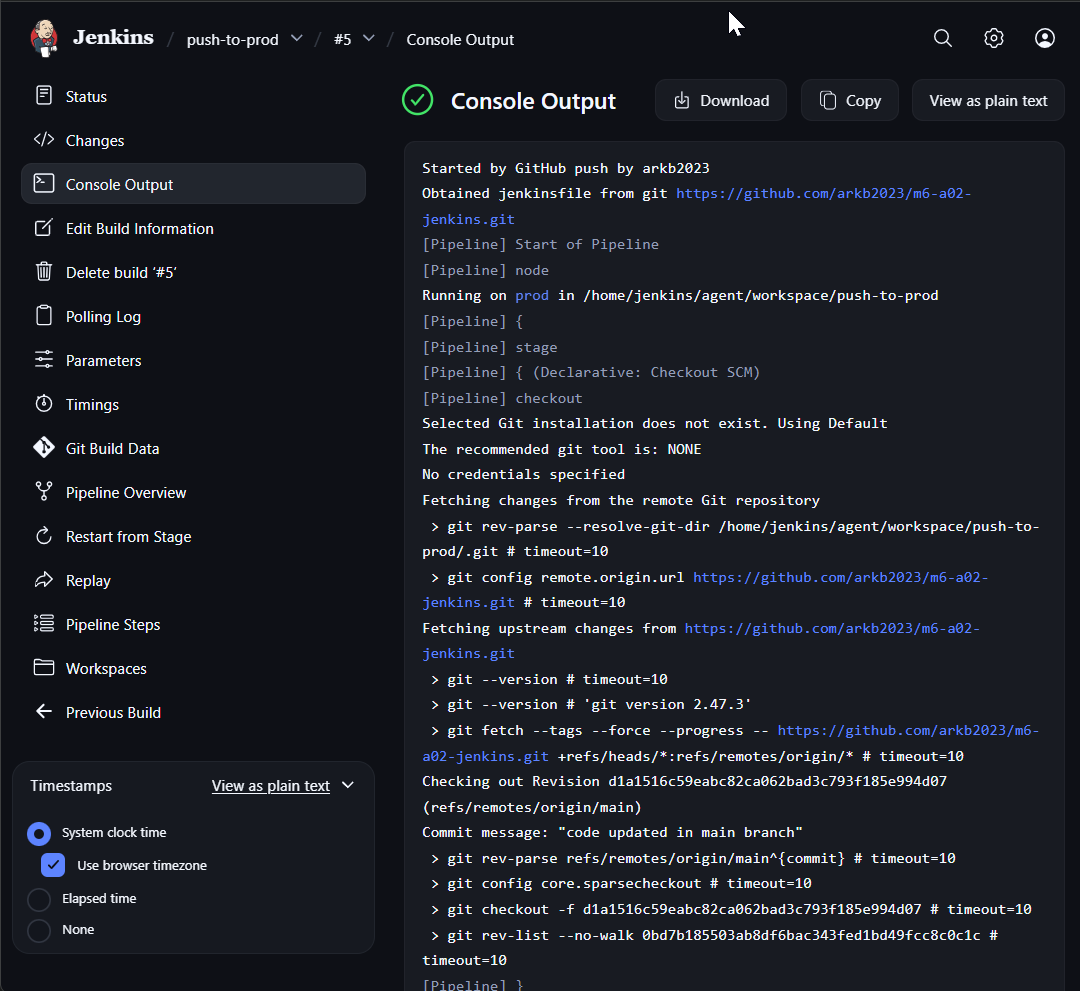 Jenkins / push-to-prod / #5 / Console Output
Status
Changes
Console Output
Edit Build Information
Delete build ‘#5’
Polling Log
Parameters
Timings
Git Build Data
Pipeline Overview
Restart from Stage
Replay
Pipeline Steps
Workspaces
Previous Build
Timestamps View as plain text
System clock time
Use browser timezone
Elapsed time
None
Console Output Download Copy View as plain text
Started by GitHub push by arkb2023
Obtained jenkinsfile from git https://github.com/arkb2023/m6-a02-
jenkins.git
[Pipeline] Start of Pipeline
[Pipeline] node
Running on prod in /home/jenkins/agent/workspace/push-to-prod
[Pipeline] {
[Pipeline] stage
[Pipeline] { (Declarative: Checkout SCM)
[Pipeline] checkout
Selected Git installation does not exist. Using Default
The recommended git tool is: NONE
No credentials specified
Fetching changes from the remote Git repository
> git rev-parse --resolve-git-dir /home/jenkins/agent/workspace/push-to-
prod/.git # timeout=10
> git config remote.origin.url https://github.com/arkb2023/m6-a02-
jenkins.git # timeout=10
Fetching upstream changes from https://github.com/arkb2023/m6-a02-
jenkins.git
> git --version # timeout=10
> git --version # 'git version 2.47.3'
> git fetch --tags --force --progress -- https://github.com/arkb2023/m6-
a02-jenkins.git +refs/heads/*:refs/remotes/origin/* # timeout=10
Checking out Revision d1a1516c59eabc82ca062bad3c793f185e994d07
(refs/remotes/origin/main)
Commit message: "code updated in main branch"
> git rev-parse refs/remotes/origin/main^{commit} # timeout=10
> git config core.sparsecheckout # timeout=10
> git checkout -f d1a1516c59eabc82ca062bad3c793f185e994d07 # timeout=10
> git rev-list --no-walk 0bd7b185503ab8df6bac343fed1bd49fcc8c0c1c #
timeout=10
[Pipeline] }